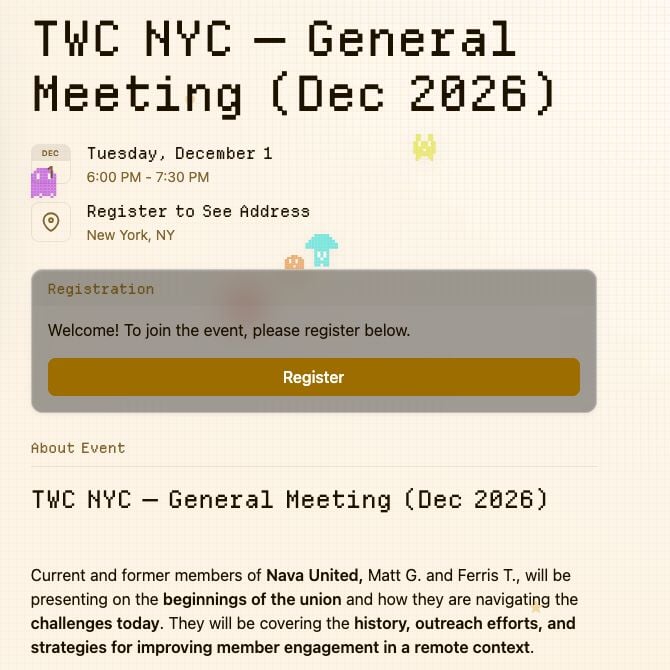 TWC NYC — General
Meeting (Dec 2026)
DEC
1
Tuesday, December 1
6:00 PM - 7:30 PM
Register to See Address
New York, NY
Registration
Welcome! To join the event, please register below.
Register
About Event
TWC NYC — General Meeting (Dec 2026)
Current and former members of Nava United, Matt G. and Ferris T., will be
presenting on the beginnings of the union and how they are navigating the
challenges today. They will be covering the history, outreach efforts, and
strategies for improving member engagement in a remote context.